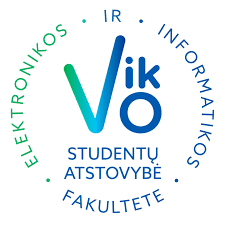 ELEKTRONIKOS · IR · INFORMATIKOS · FAKULTETE ·
VIKO
STUDENTŲ
ATSTOVYBĖ